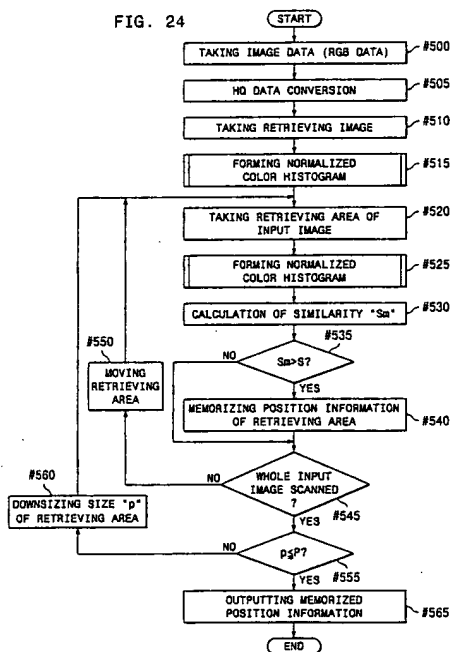 FIG. 24
START
TAKING IMAGE DATA (RGB DATA)
#500
HQ DATA CONVERSION
#505
TAKING RETRIEVING IMAGE
#510
FORMING NORMALIZED
COLOR HISTOGRAM
#515
TAKING RETRIEVING AREA OF
INPUT IMAGE
#520
FORMING NORMALIZED
COLOR HISTOGRAM
#525
CALCULATION OF SIMILARITY "Sm"
#530
#535
Sm>S?
NO
YES
#550
MOVING
RETRIEVING
AREA
MEMORIZING POSITION INFORMATION
OF RETRIEVING AREA
#540
WHOLE INPUT
IMAGE SCANNED
?
#545
NO
YES
#560
DOWNSIZING SIZE "p"
OF RETRIEVING AREA
p≦P?
#555
NO
YES
OUTPUTTING MEMORIZED
POSITION INFORMATION
#565
END